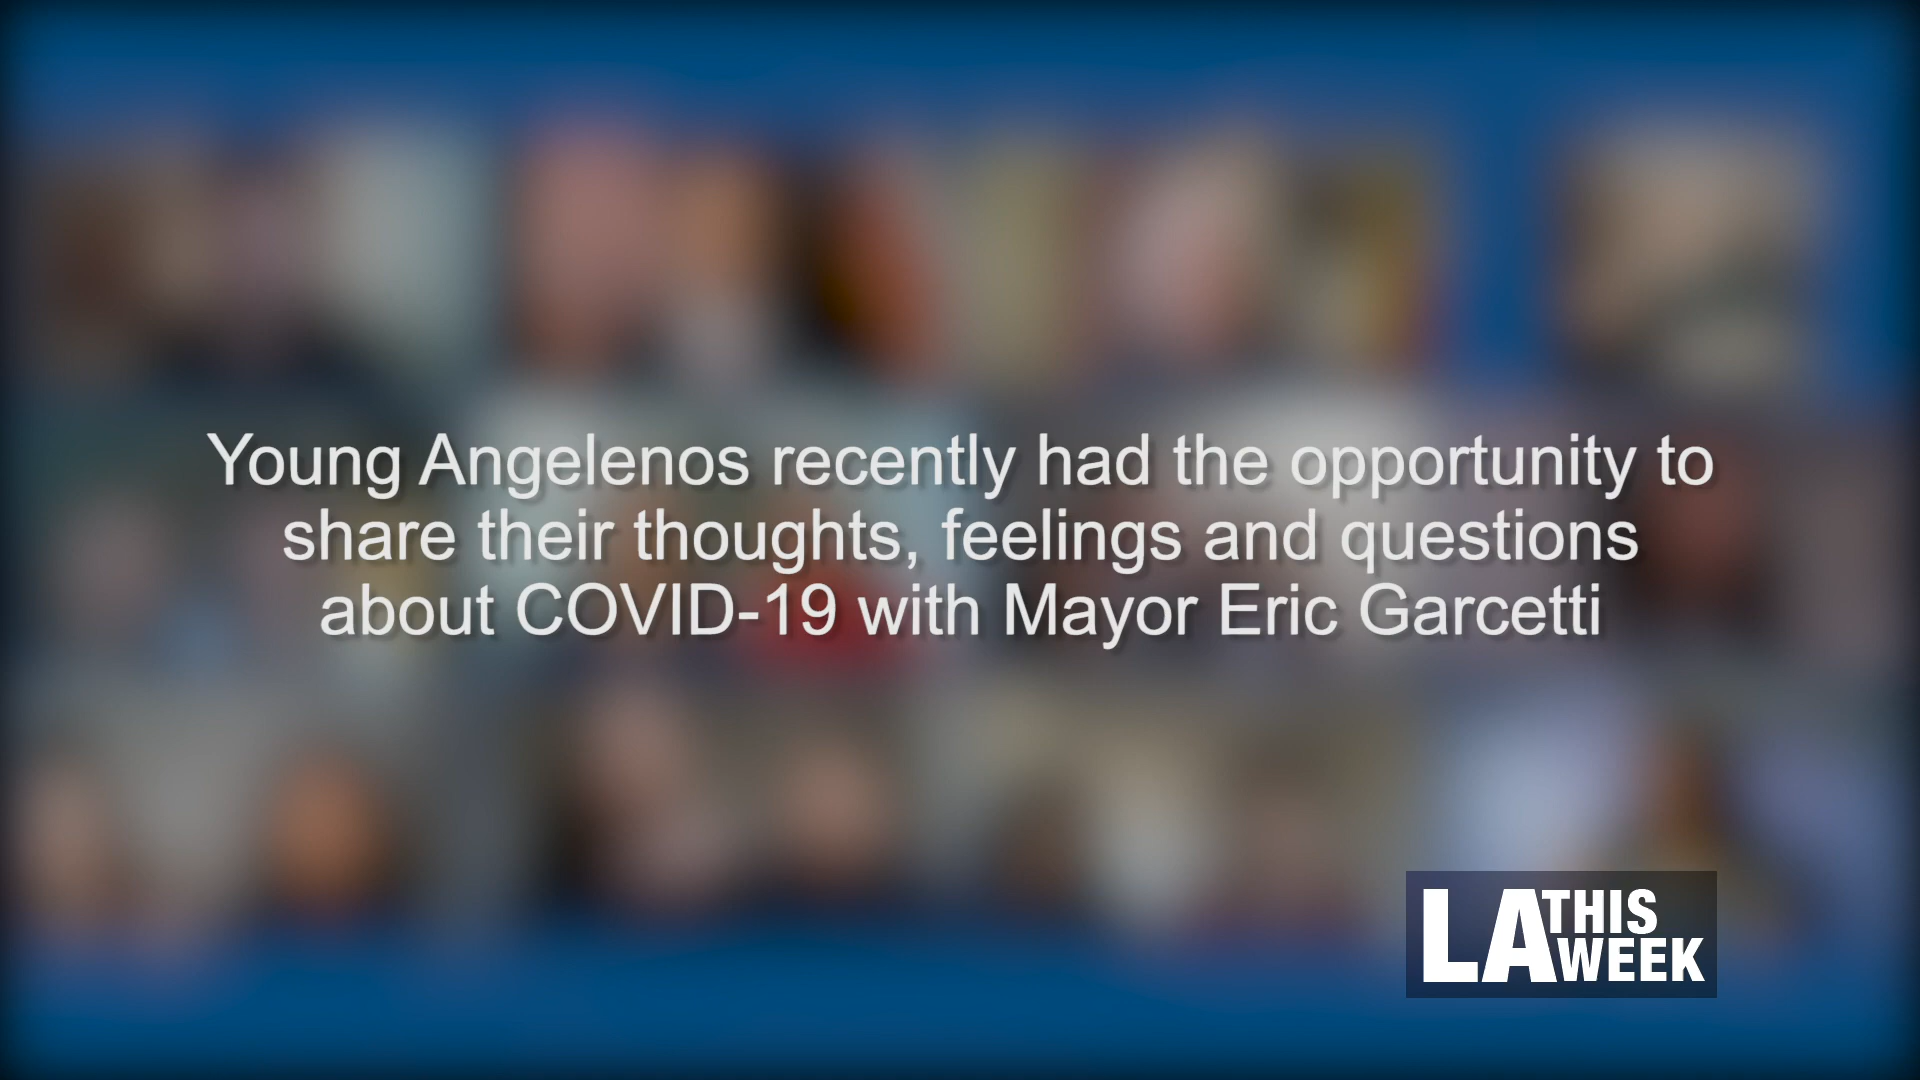 Young Angelenos recently had the opportunity to
share their thoughts, feelings and questions
about COVID-19 with Mayor Eric Garcetti
LA THIS
WEEK